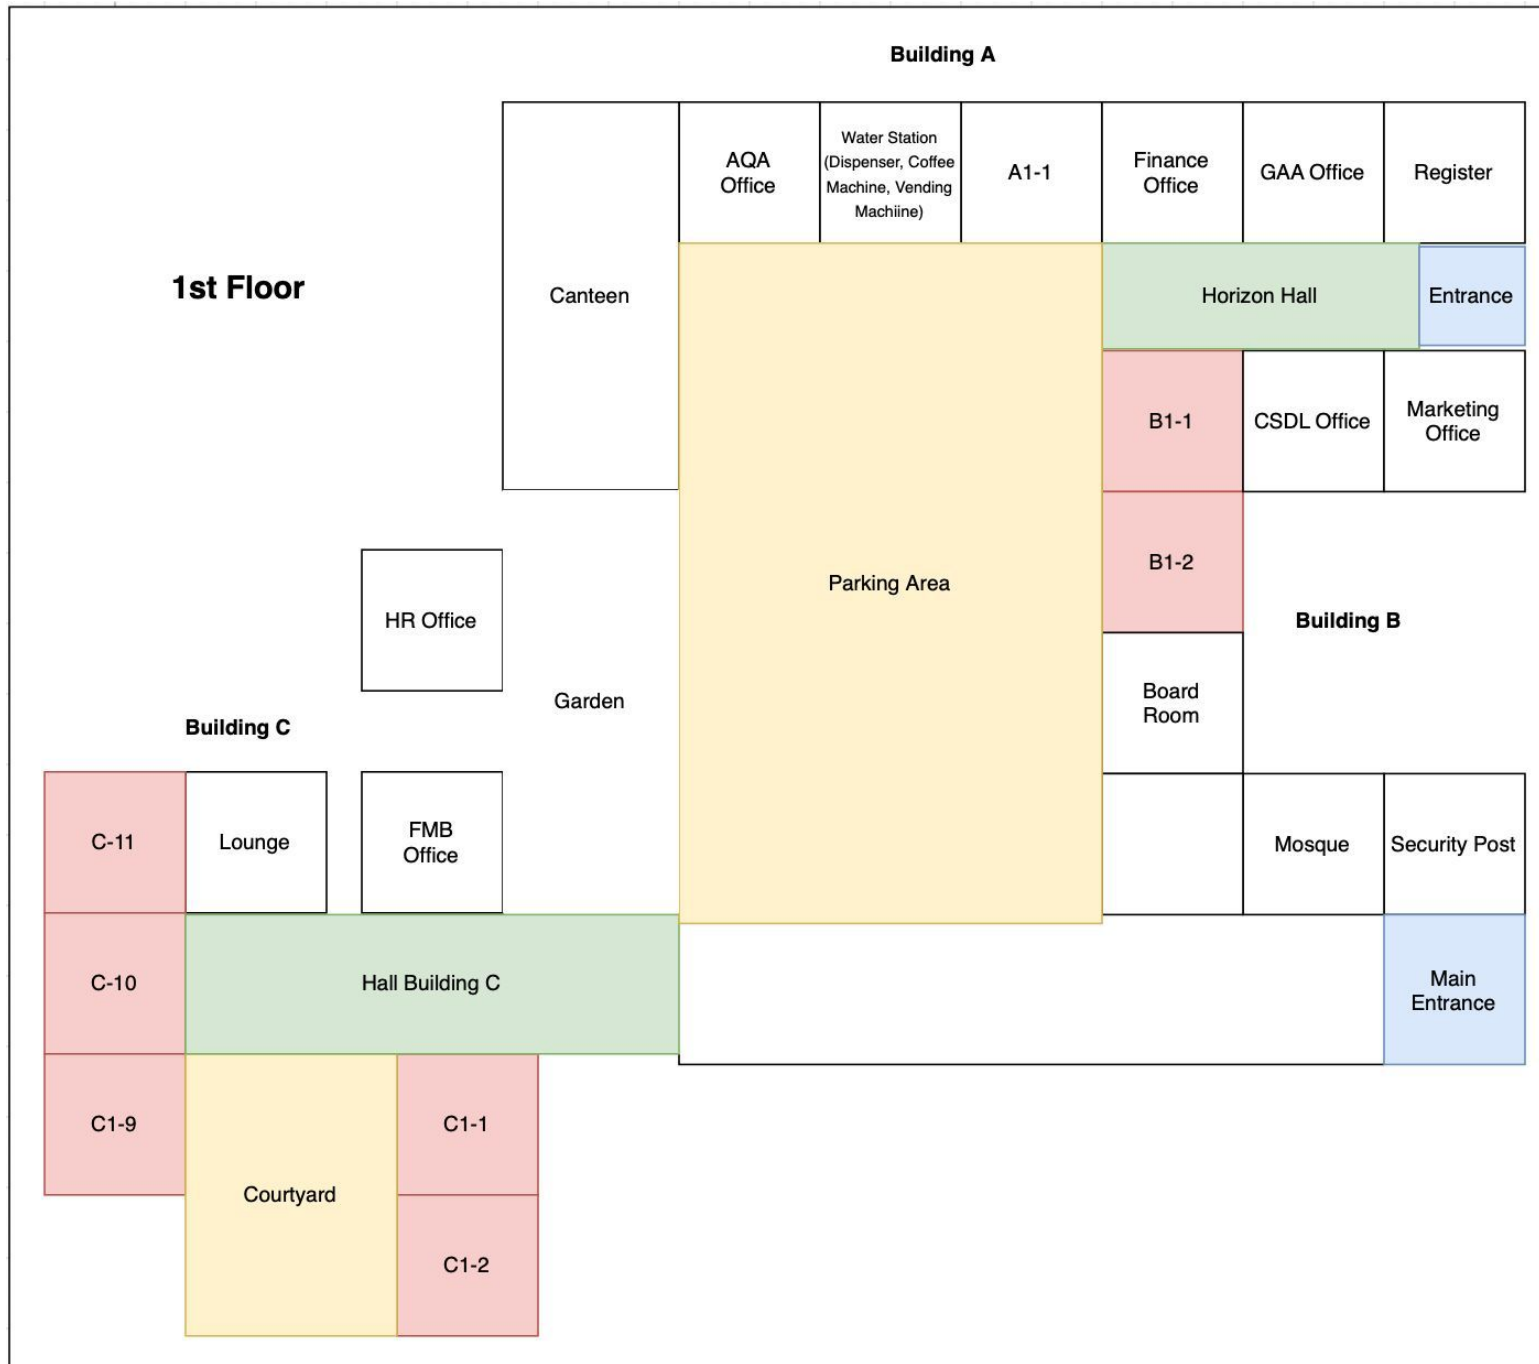 Building A
AQA
Office
Water Station
(Dispenser, Coffee
Machine, Vending
Machiine)
A1-1
Finance
Office
GAA Office
Register
1st Floor
Canteen
Horizon Hall
Entrance
B1-1
CSDL Office
Marketing
Office
B1-2
Parking Area
HR Office
Building B
Garden
Board
Room
Building C
C-11
Lounge
FMB
Office
Mosque
Security Post
C-10
Hall Building C
Main
Entrance
C1-9
C1-1
Courtyard
C1-2